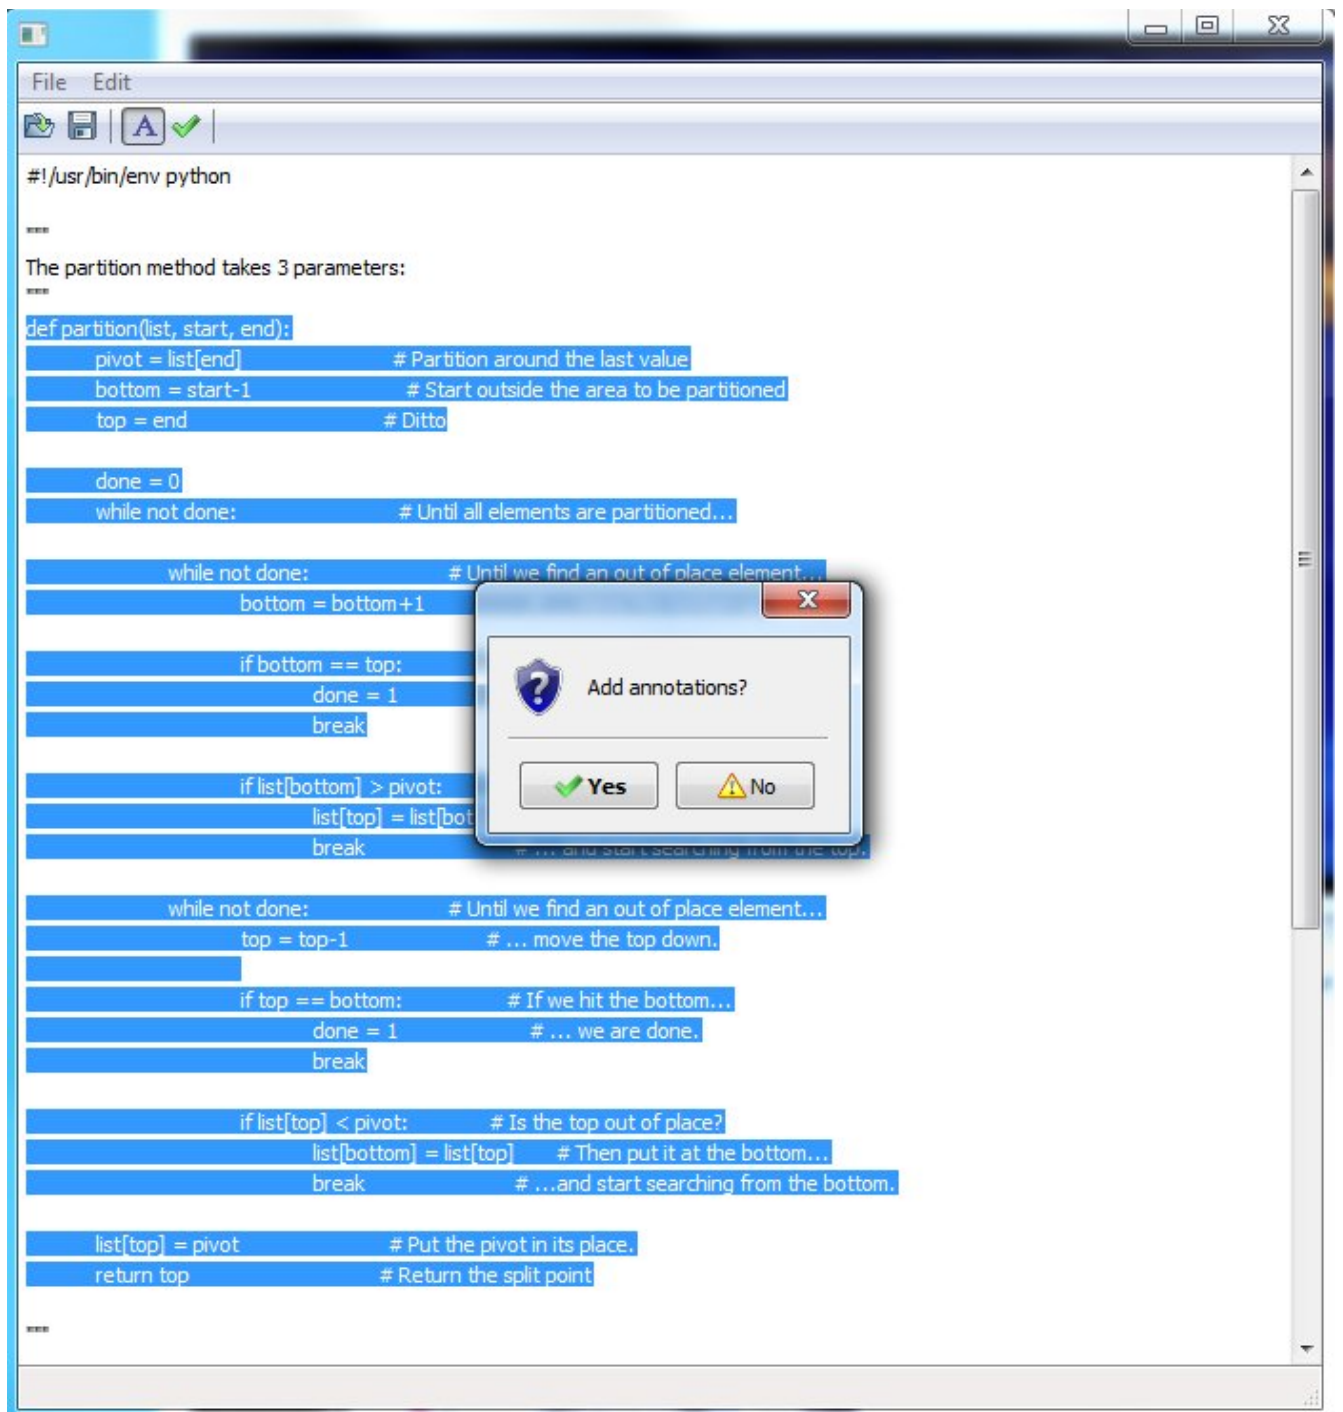 File Edit
A
#!/usr/bin/env python
"""
The partition method takes 3 parameters:
"""
def partition(list, start, end):
pivot = list[end] # Partition around the last value
bottom = start-1 # Start outside the area to be partitioned
top = end # Ditto
done = 0
while not done: # Until all elements are partitioned...
while not done: # Until we find an out of place element...
bottom = bottom+1
if bottom == top:
done = 1
break
if list[bottom] > pivot:
list[top] = list[bot
break # ... and start searching from the top.
Add annotations?
Yes No
while not done: # Until we find an out of place element...
top = top-1 # ... move the top down.
if top == bottom: # If we hit the bottom...
done = 1 # ... we are done.
break
if list[top] < pivot: # Is the top out of place?
list[bottom] = list[top] # Then put it at the bottom...
break # ...and start searching from the bottom.
list[top] = pivot # Put the pivot in its place.
return top # Return the split point
"""